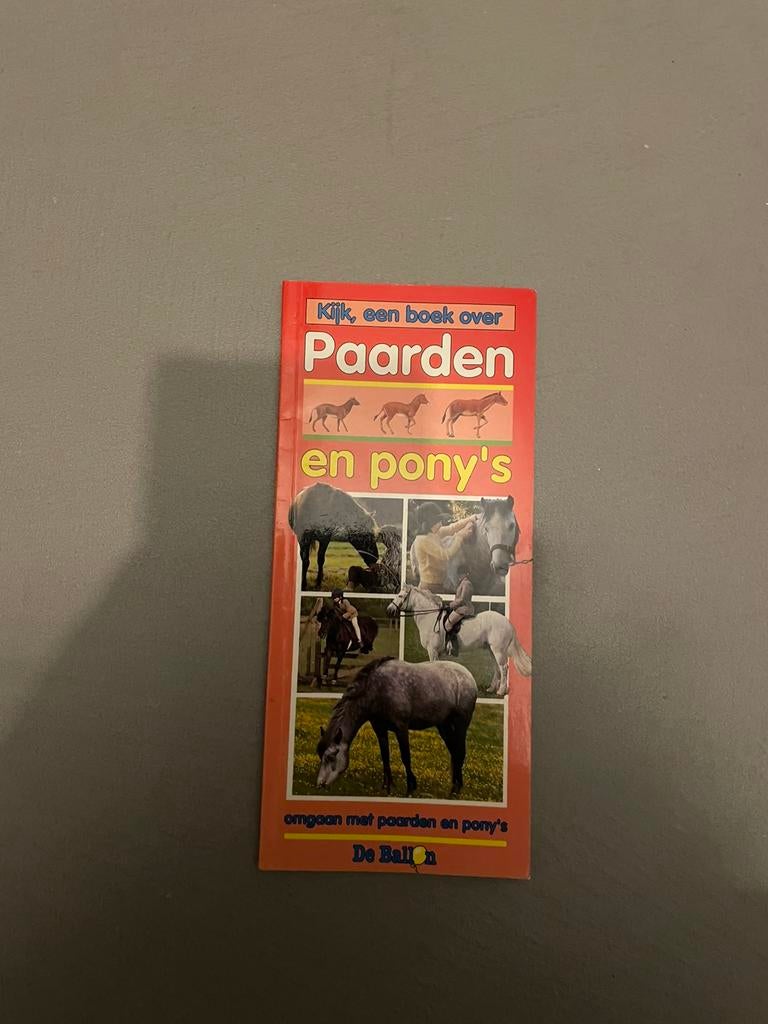 Kijk, een boek over
Paarden
en pony's
omgaan met paarden en pony's
De Ballon